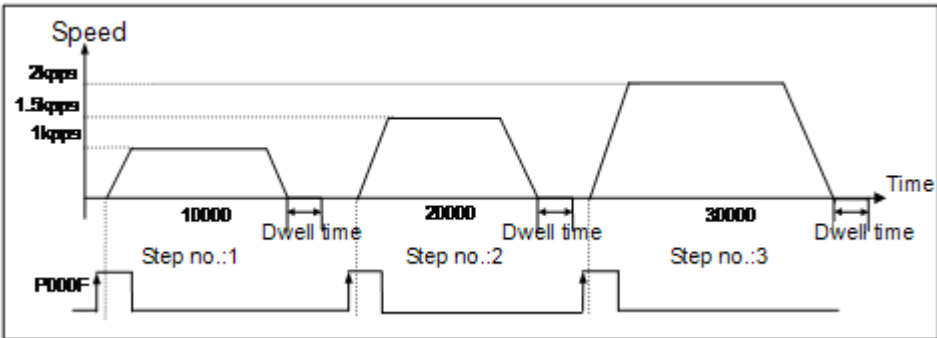 Speed
2kpps
1.5kpps
1kpps
Time
10000 20000 30000
Dwell time Dwell time Dwell time
Step no.:1 Step no.:2 Step no.:3
P000F